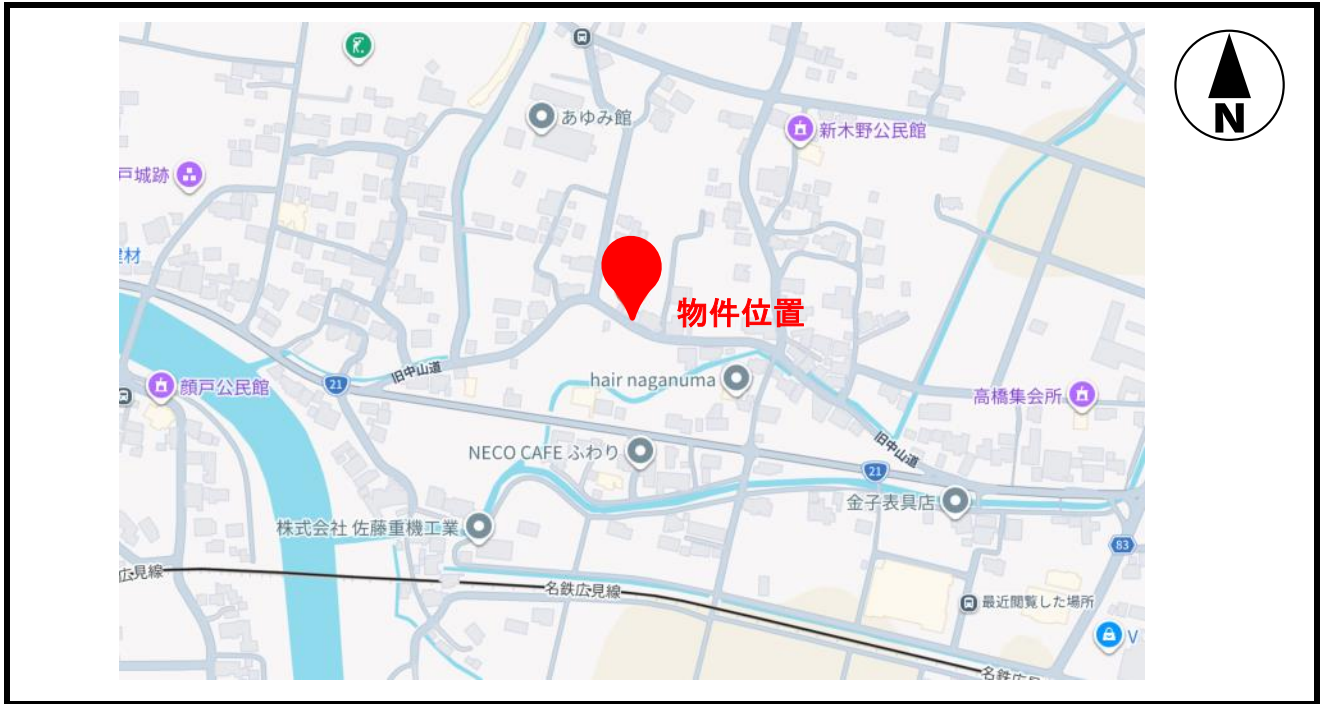 N
あゆみ館
新木野公民館
戸城跡
材
物件位置
旧中山道
21
hair naganuma
顔戸公民館
高橋集会所
NECO CAFE ふわり
旧中山道
21
金子表具店
株式会社 佐藤重機工業
83
広見線
名鉄広見線
最近閲覧した場所
V
名鉄広